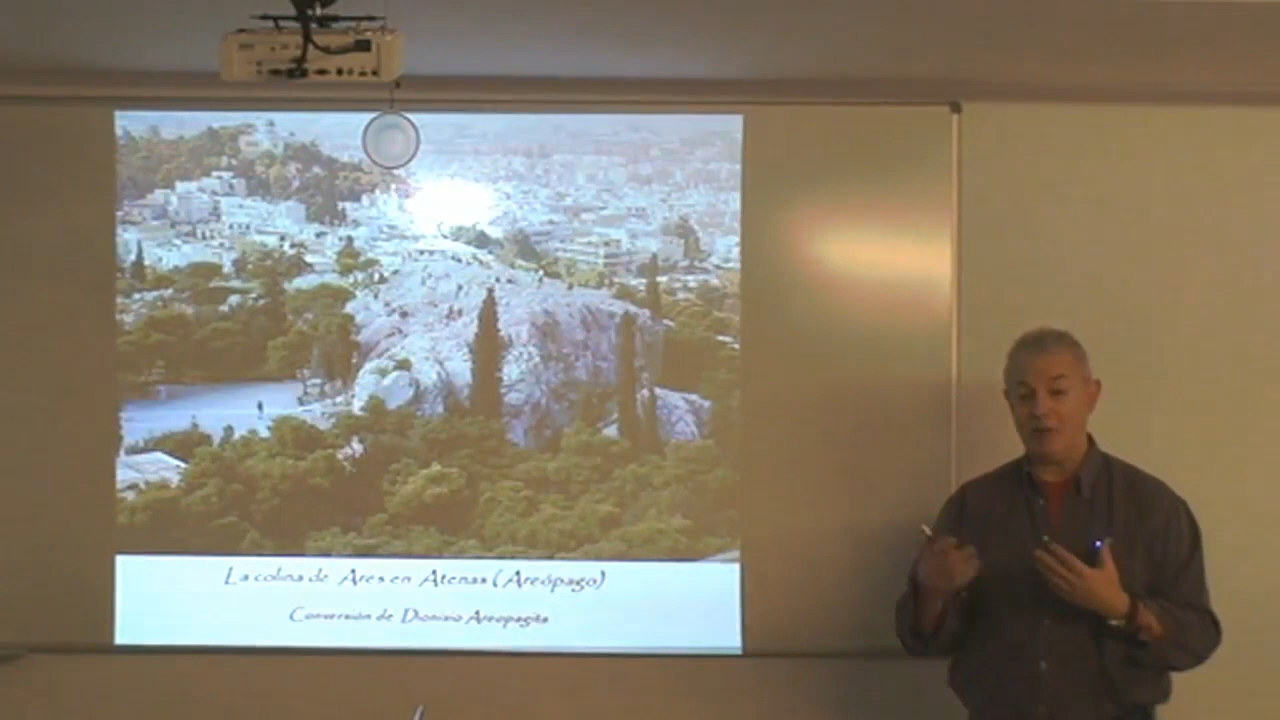 La colina de Ares en Atenas (Areópago)
Conversión de Dionisio Areopagita